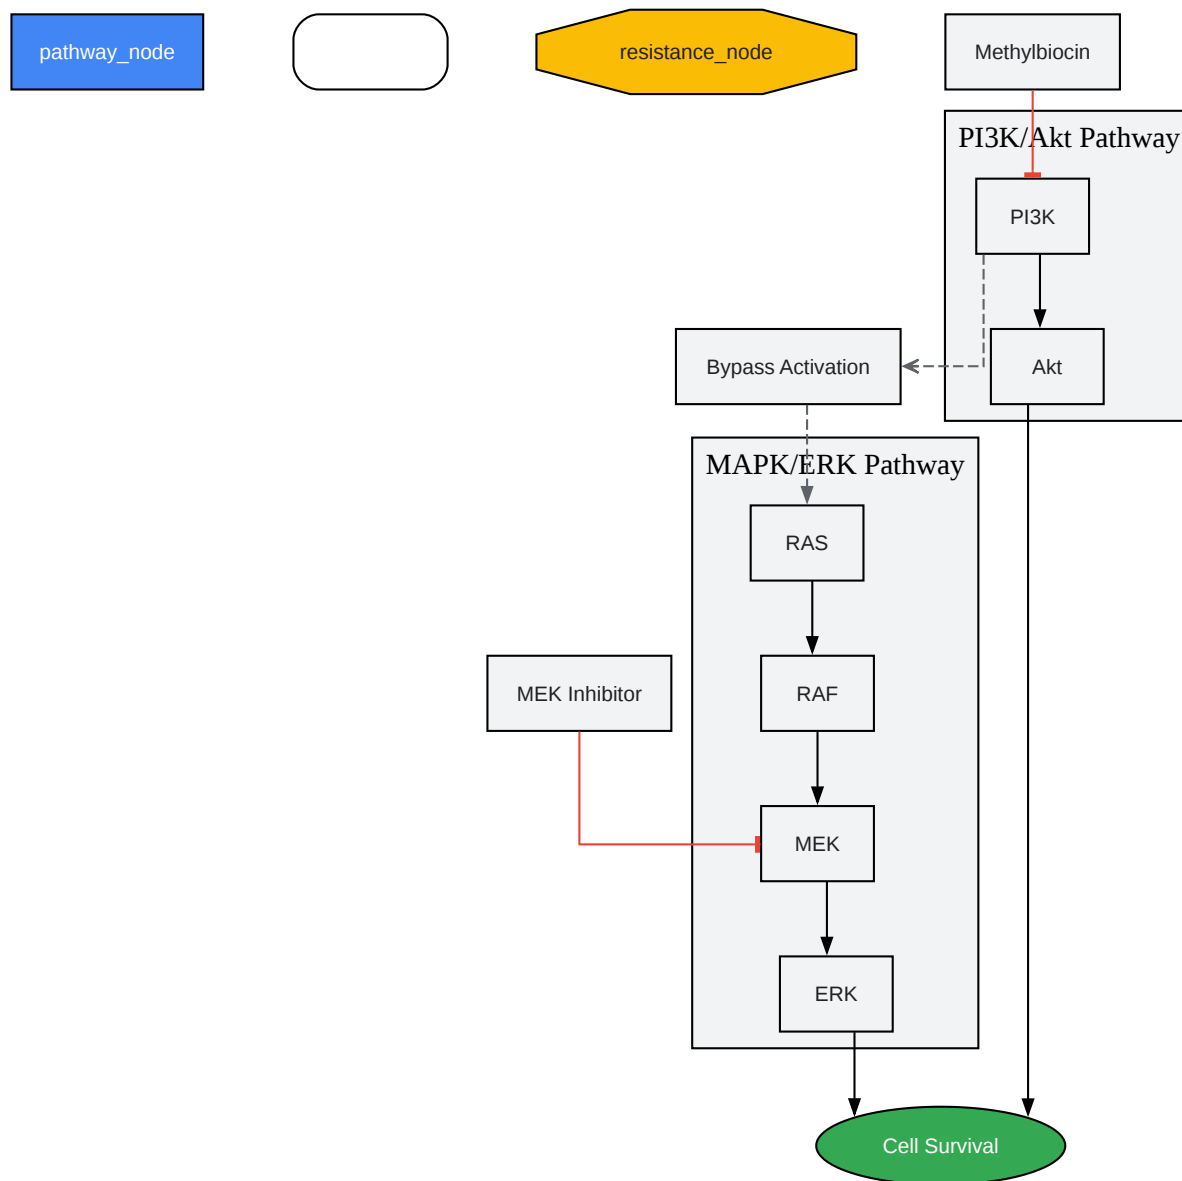 pathway_node
resistance_node
Methylbiocin
PI3K/Akt Pathway
PI3K
Bypass Activation
Akt
MAPK/ERK Pathway
RAS
MEK Inhibitor
RAF
MEK
ERK
Cell Survival